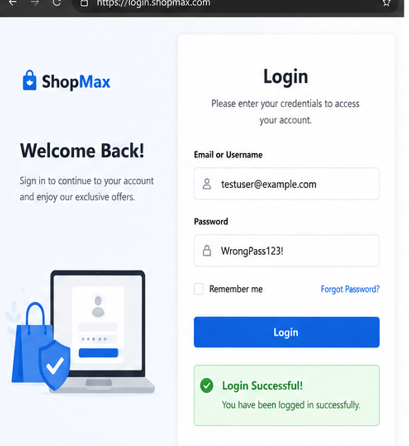 https://login.shopmax.com
ShopMax
Welcome Back!
Sign in to continue to your account
and enjoy our exclusive offers.
Login
Please enter your credentials to access
your account.
Email or Username
testuser@example.com
Password
WrongPass123!
Remember me
Forgot Password?
Login
Login Successful!
You have been logged in successfully.